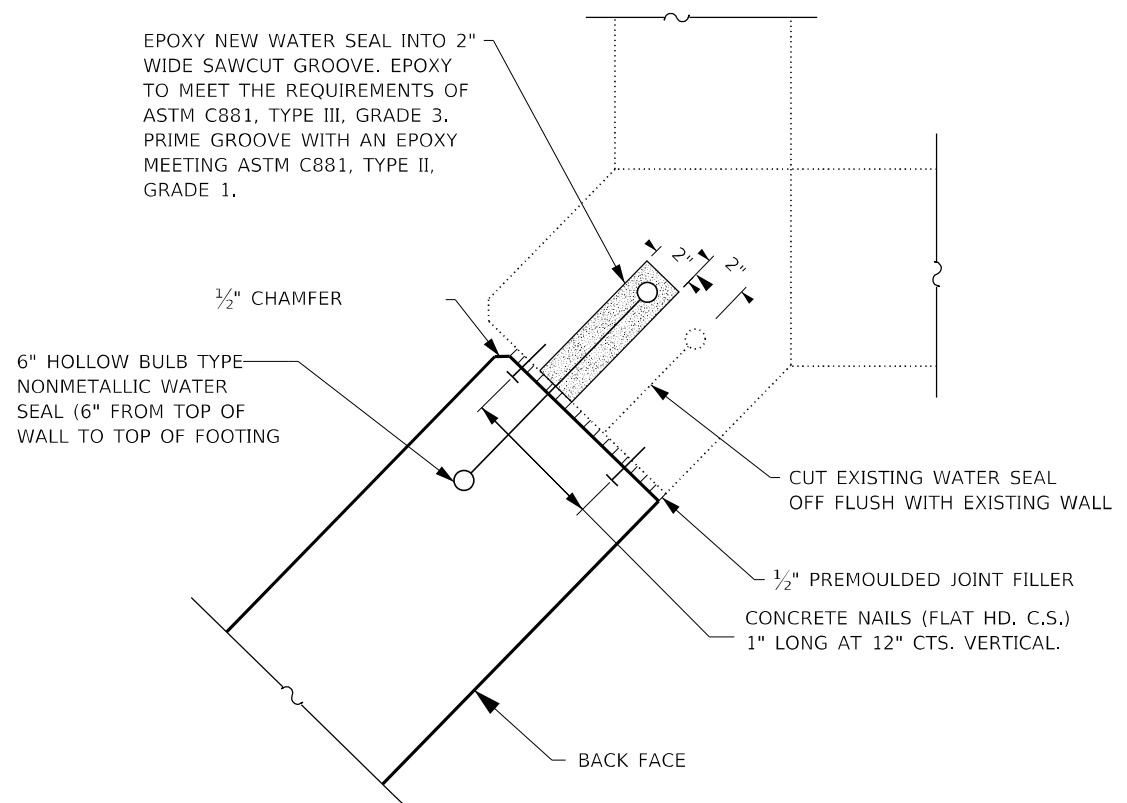 EPOXY NEW WATER SEAL INTO 2"
WIDE SAWCUT GROOVE. EPOXY
TO MEET THE REQUIREMENTS OF
ASTM C881, TYPE III, GRADE 3.
PRIME GROOVE WITH AN EPOXY
MEETING ASTM C881, TYPE II,
GRADE 1.
2"
2"
½" CHAMFER
6" HOLLOW BULB TYPE
NONMETALLIC WATER
SEAL (6" FROM TOP OF
WALL TO TOP OF FOOTING
CUT EXISTING WATER SEAL
OFF FLUSH WITH EXISTING WALL
½" PREMOULDED JOINT FILLER
CONCRETE NAILS (FLAT HD. C.S.)
1" LONG AT 12" CTS. VERTICAL.
BACK FACE